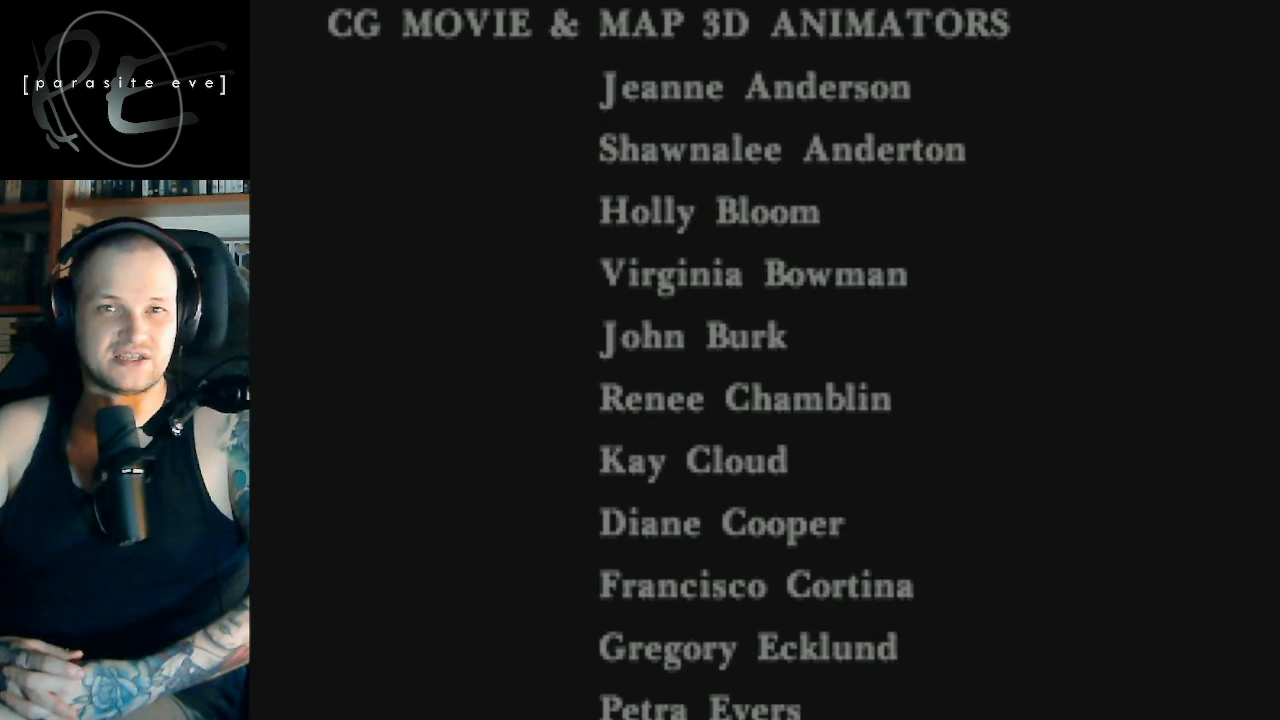 [parasite eve]
CG MOVIE & MAP 3D ANIMATORS
Jeanne Anderson
Shawnalee Anderton
Holly Bloom
Virginia Bowman
John Burk
Renee Chamblin
Kay Cloud
Diane Cooper
Francisco Cortina
Gregory Ecklund
Petra Evers